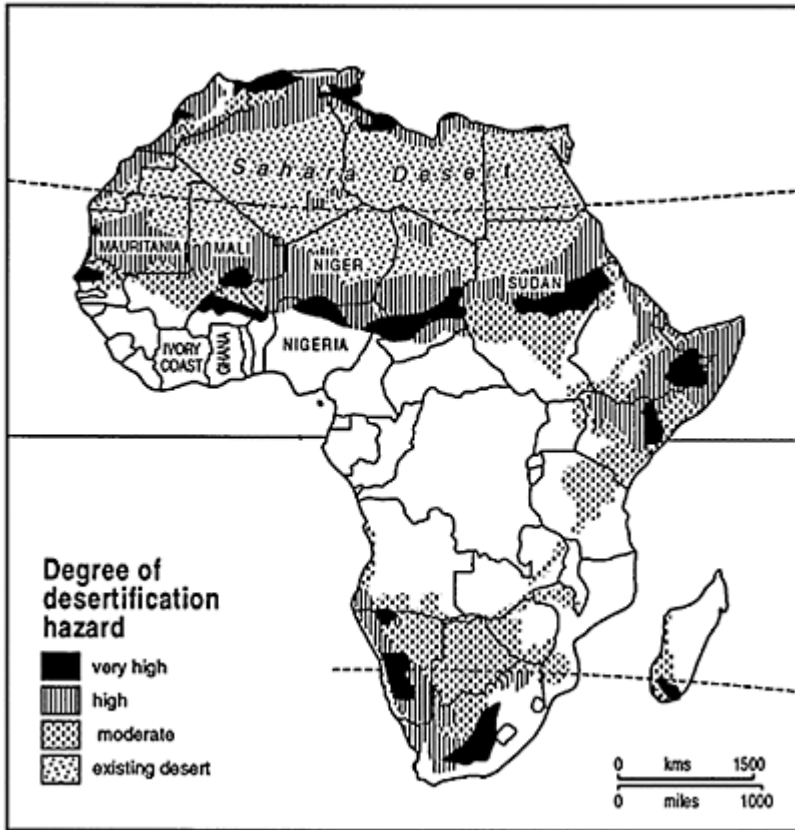 Sahara Desert
MAURITANIA
MALI
NIGER
SUDAN
IVORY
COAST
GHANA
NIGERIA
Degree of
desertification
hazard
very high
high
moderate
existing desert
0 kms 1500
0 miles 1000